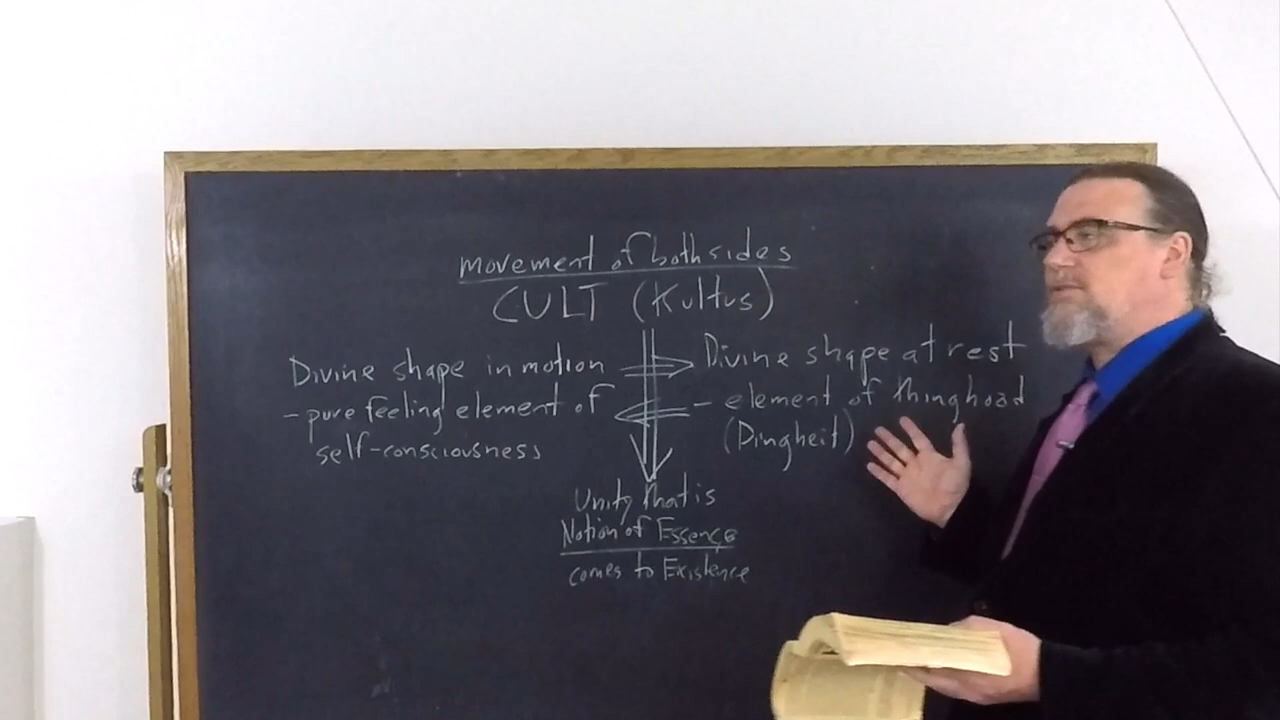 movement of both sides
CULT (Kultus)
Divine shape in motion
- pure feeling element of
self-consciousness
Divine shape at rest
- element of thinghood
(Dingheit)
Unity that is
Notion of Essence
comes to Existence